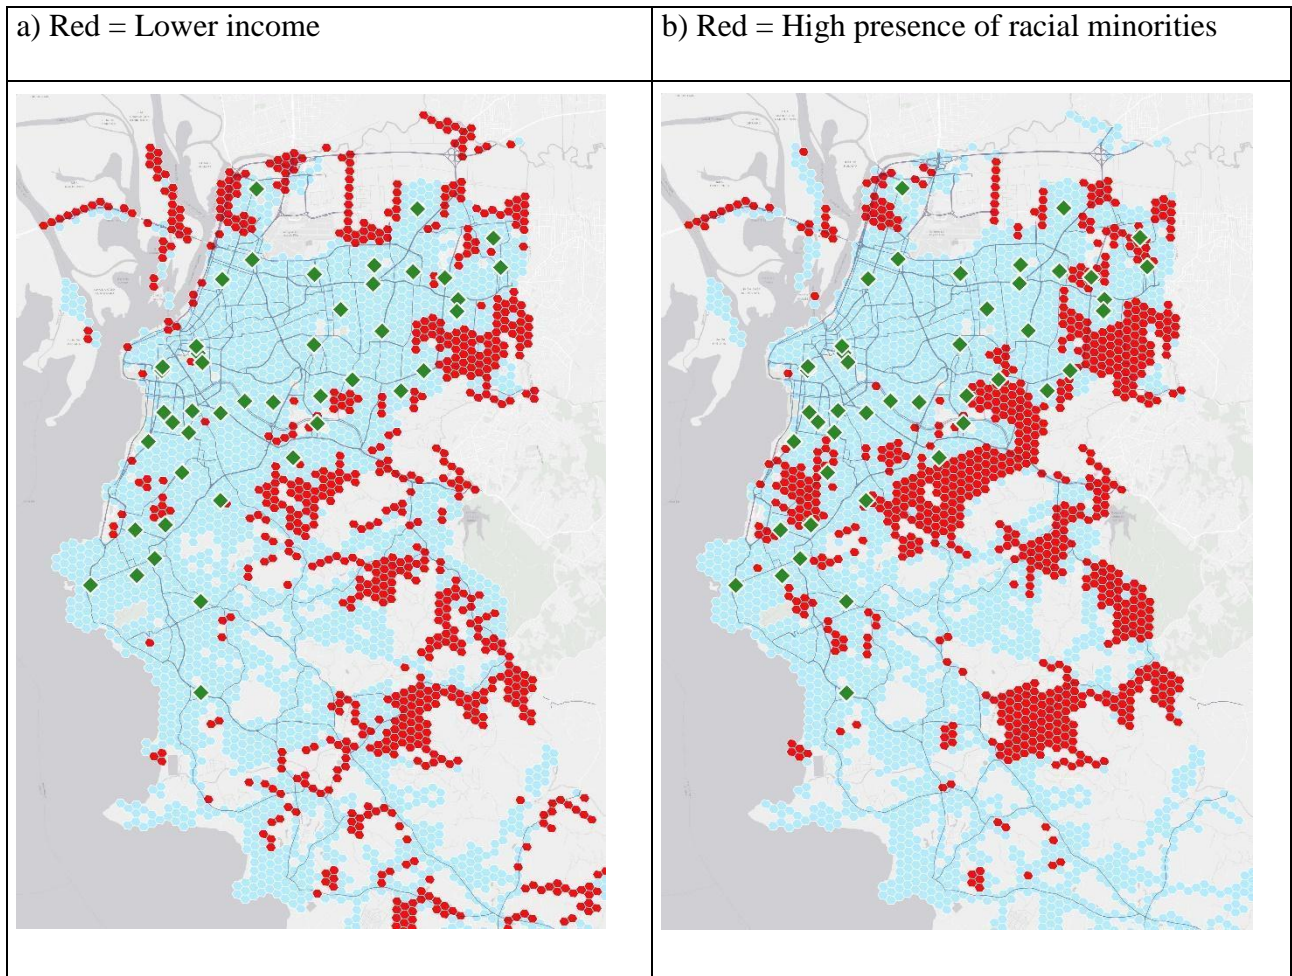 a) Red = Lower income
b) Red = High presence of racial minorities